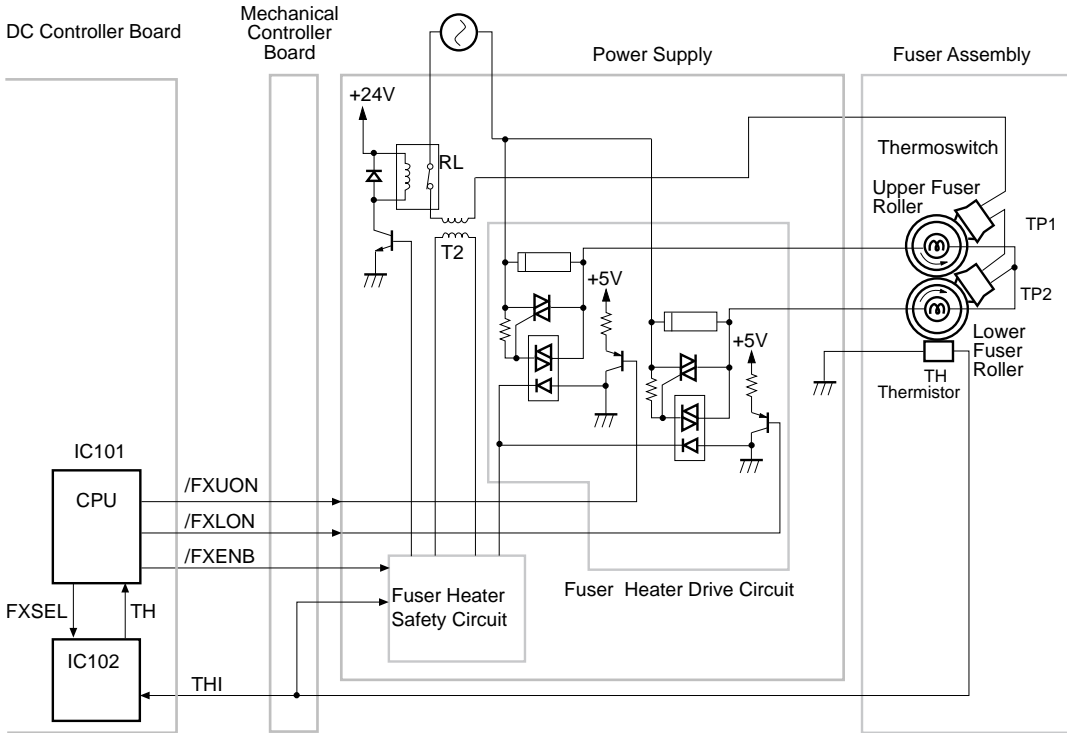 DC Controller Board
Mechanical
Controller
Board
Power Supply
Fuser Assembly
+24V
RL
T2
Thermoswitch
Upper Fuser
Roller
TP1
TP2
+5V
+5V
Lower
Fuser
Roller
TH
Thermistor
IC101
CPU
/FXUON
/FXLON
/FXENB
FXSEL
TH
IC102
THI
Fuser Heater
Safety Circuit
Fuser Heater Drive Circuit